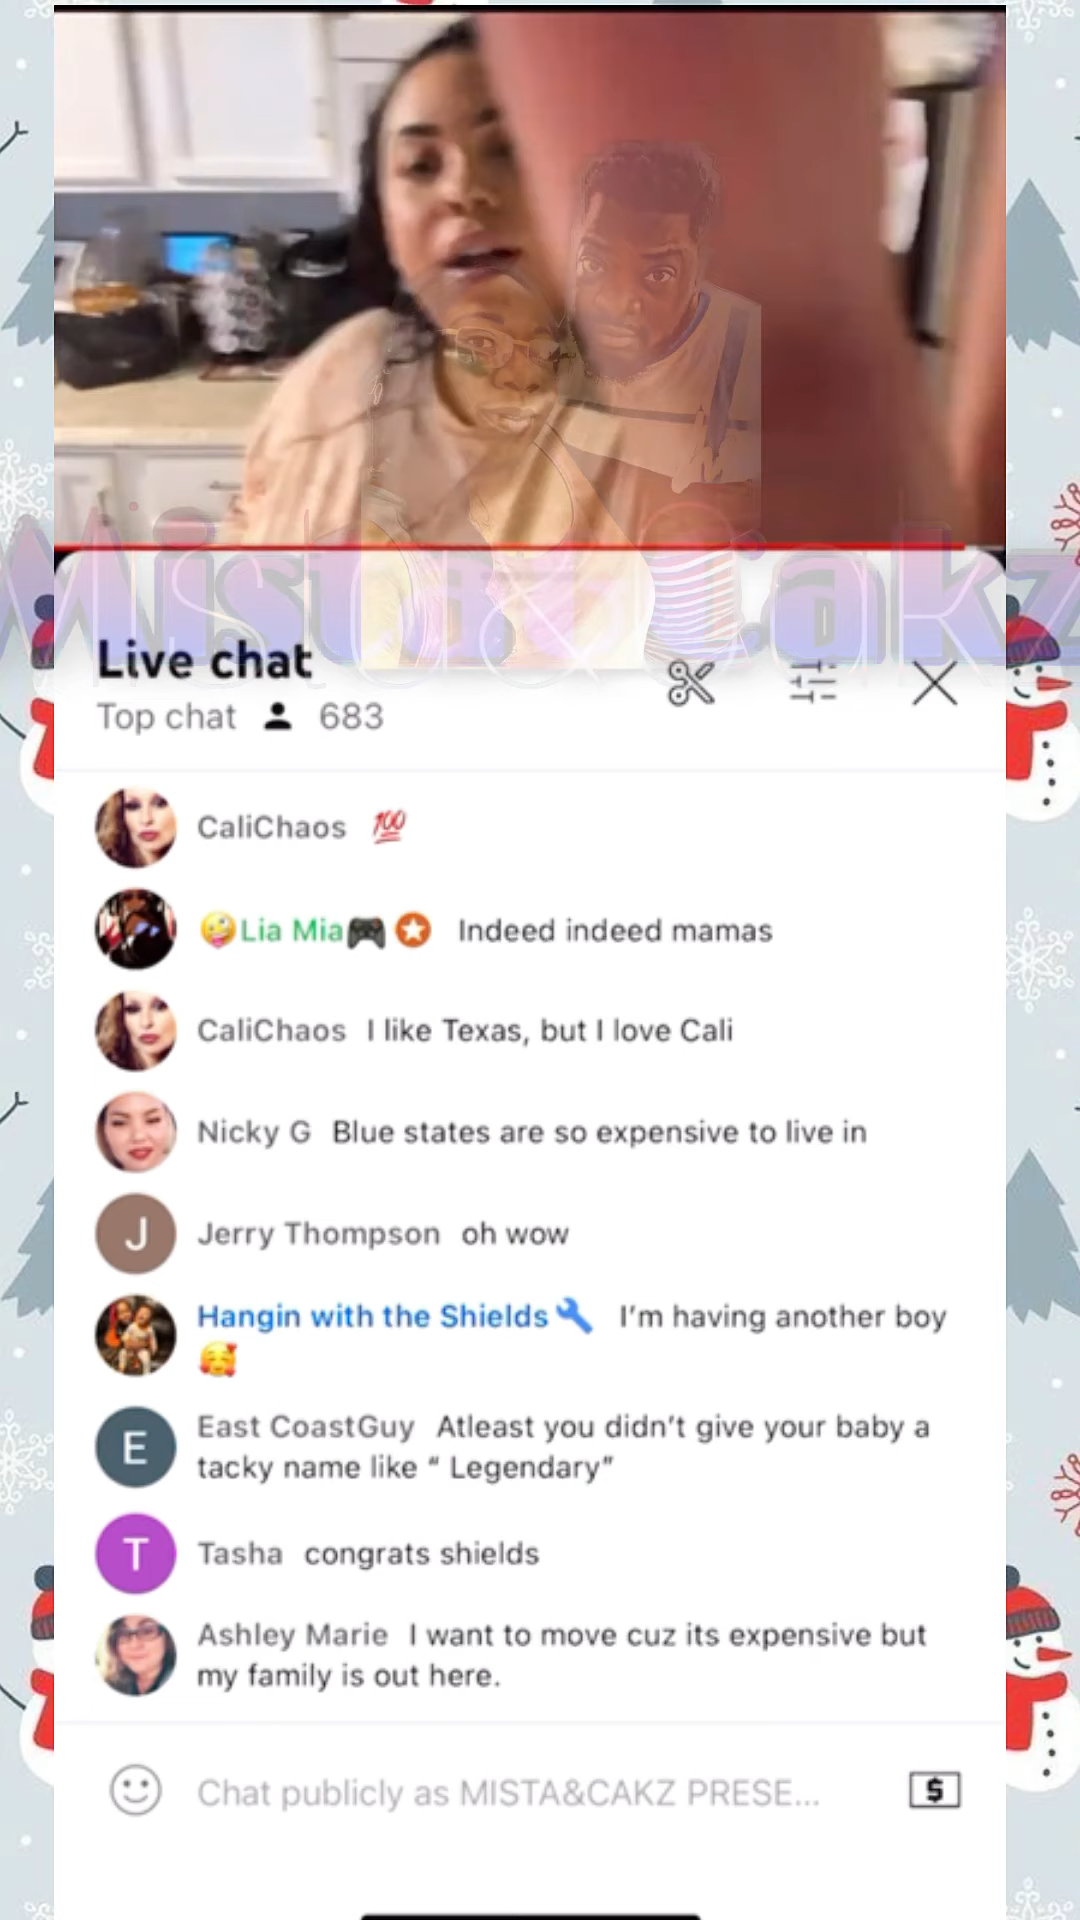 Mista & Cakz
Live chat
Top chat 683
CaliChaos 💯
🤪Lia Mia🎮 Indeed indeed mamas
CaliChaos I like Texas, but I love Cali
Nicky G Blue states are so expensive to live in
J Jerry Thompson oh wow
Hangin with the Shields🔧 I’m having another boy
🥰
E East CoastGuy Atleast you didn’t give your baby a
tacky name like “ Legendary”
T Tasha congrats shields
Ashley Marie I want to move cuz its expensive but
my family is out here.
Chat publicly as MISTA&CAKZ PRESE... $